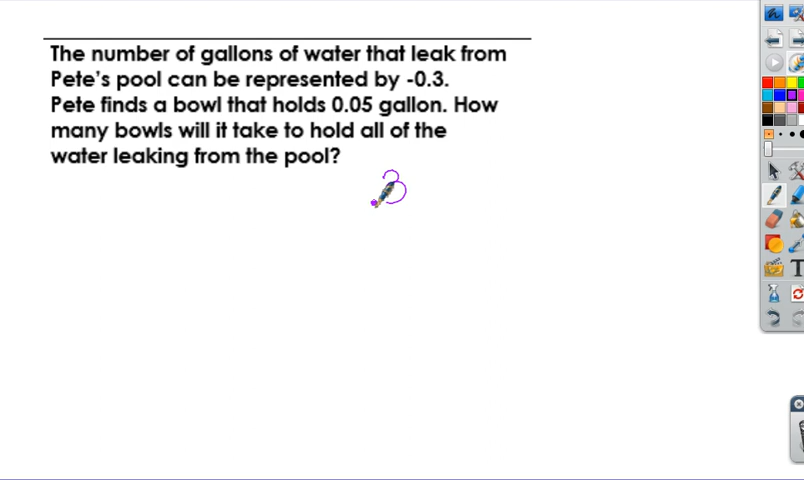 The number of gallons of water that leak from
Pete's pool can be represented by -0.3.
Pete finds a bowl that holds 0.05 gallon. How
many bowls will it take to hold all of the
water leaking from the pool?
.3
T